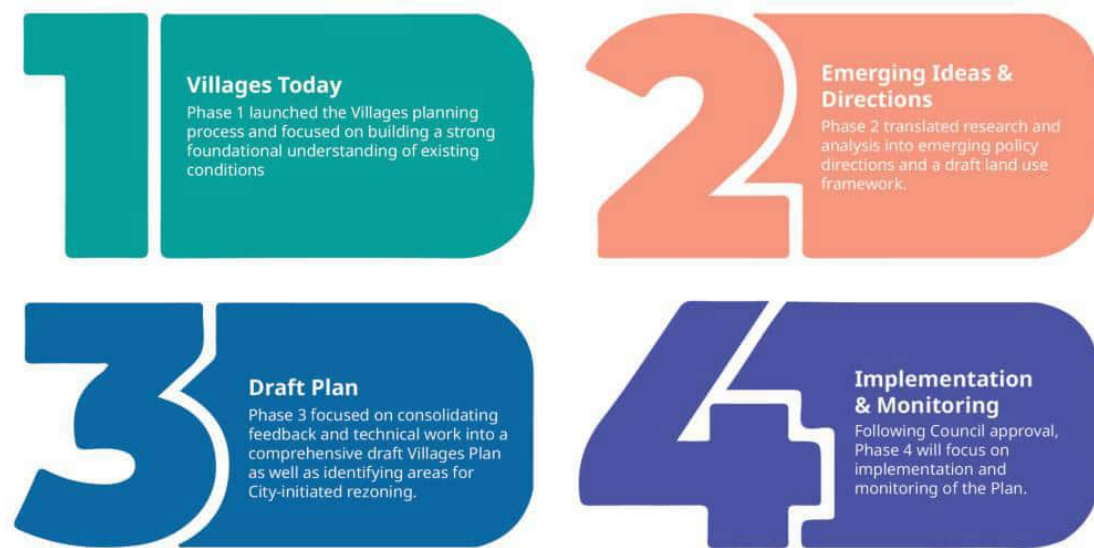 1
Villages Today
Phase 1 launched the Villages planning
process and focused on building a strong
foundational understanding of existing
conditions
2
Emerging Ideas &
Directions
Phase 2 translated research and
analysis into emerging policy
directions and a draft land use
framework.
3
Draft Plan
Phase 3 focused on consolidating
feedback and technical work into a
comprehensive draft Villages Plan
as well as identifying areas for
City-initiated rezoning.
4
Implementation
& Monitoring
Following Council approval,
Phase 4 will focus on
implementation and
monitoring of the Plan.